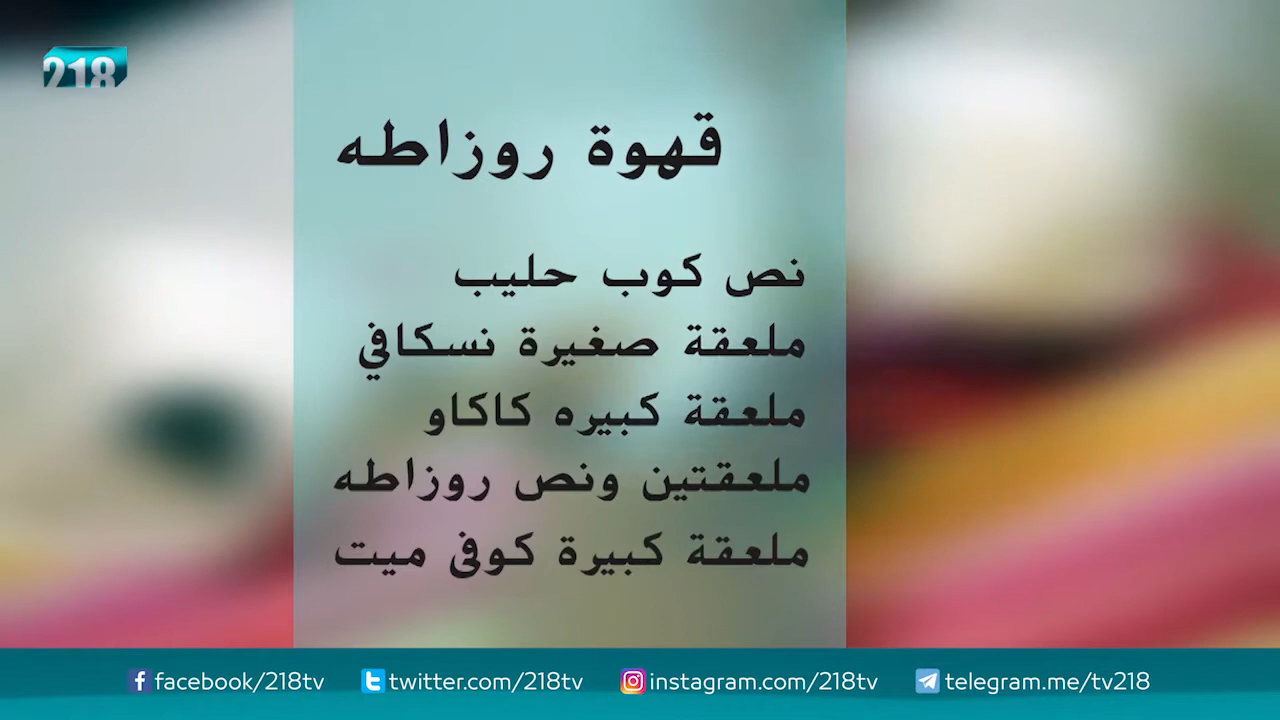 218
قهوة روزاطه
نص كوب حليب
ملعقة صغيرة نسكافي
ملعقة كبيره كاكاو
ملعقتين ونص روزاطه
ملعقة كبيرة كوفى ميت
facebook/218tv twitter.com/218tv instagram.com/218tv telegram.me/tv218